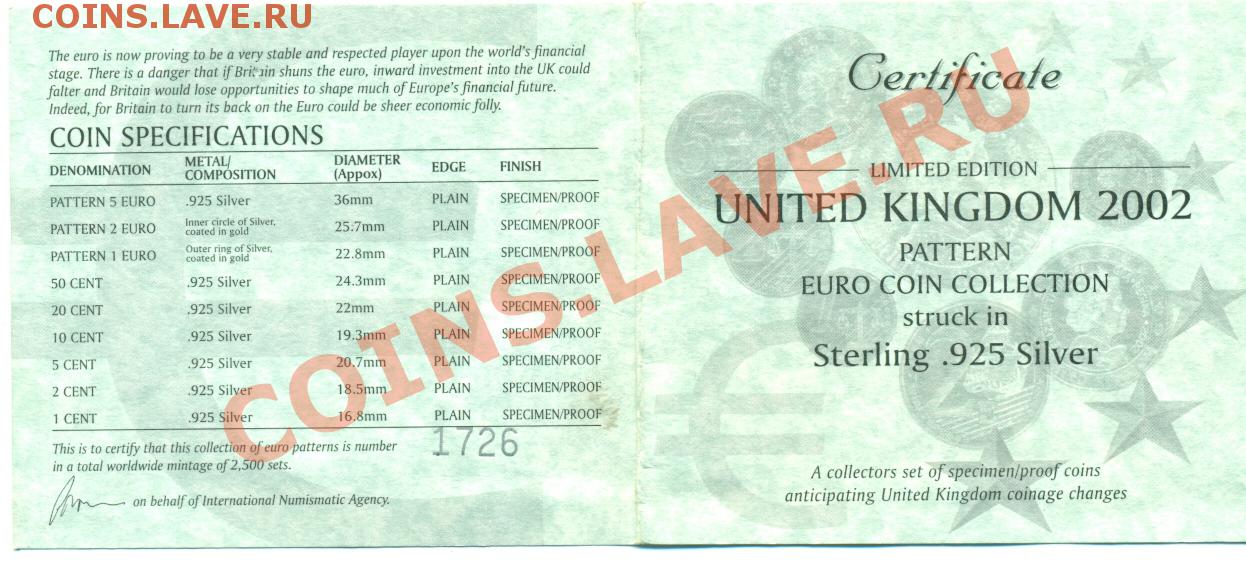 COINS.LAVE.RU
The euro is now proving to be a very stable and respected player upon the world's financial
stage. There is a danger that if Britain shuns the euro, inward investment into the UK could
falter and Britain would lose opportunities to shape much of Europe's financial future.
Indeed, for Britain to turn its back on the Euro could be sheer economic folly.
COIN SPECIFICATIONS
DENOMINATION METAL/COMPOSITION DIAMETER (Appox) EDGE FINISH
PATTERN 5 EURO .925 Silver 36mm PLAIN SPECIMEN/PROOF
PATTERN 2 EURO Inner circle of Silver, coated in gold 25.7mm PLAIN SPECIMEN/PROOF
PATTERN 1 EURO Outer ring of Silver, coated in gold 22.8mm PLAIN SPECIMEN/PROOF
50 CENT .925 Silver 24.3mm PLAIN SPECIMEN/PROOF
20 CENT .925 Silver 22mm PLAIN SPECIMEN/PROOF
10 CENT .925 Silver 19.3mm PLAIN SPECIMEN/PROOF
5 CENT .925 Silver 20.7mm PLAIN SPECIMEN/PROOF
2 CENT .925 Silver 18.5mm PLAIN SPECIMEN/PROOF
1 CENT .925 Silver 16.8mm PLAIN SPECIMEN/PROOF
This is to certify that this collection of euro patterns is number 1726
in a total worldwide mintage of 2,500 sets.
on behalf of International Numismatic Agency.
Certificate
LIMITED EDITION
UNITED KINGDOM 2002
PATTERN
EURO COIN COLLECTION
struck in
Sterling .925 Silver
A collectors set of specimen/proof coins
anticipating United Kingdom coinage changes
COINS.LAVE.RU